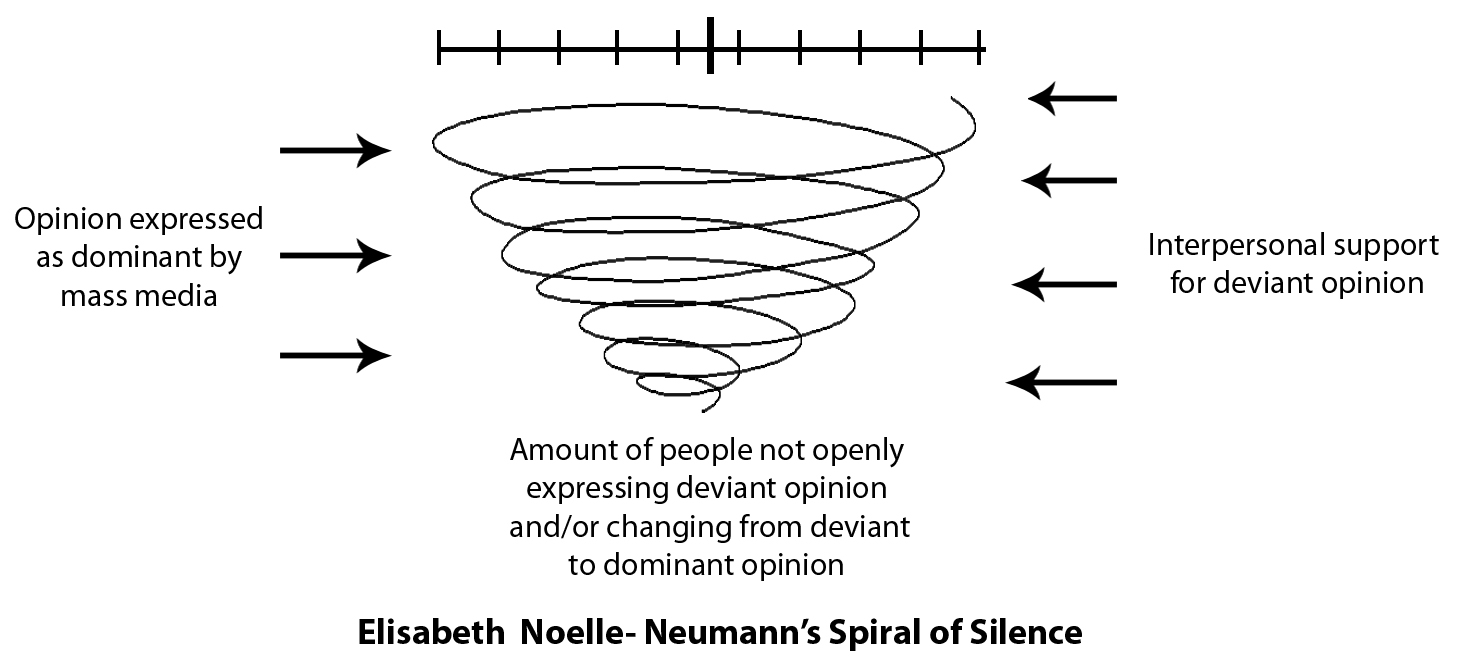 Opinion expressed
as dominant by
mass media
Interpersonal support
for deviant opinion
Amount of people not openly
expressing deviant opinion
and/or changing from deviant
to dominant opinion
Elisabeth  Noelle- Neumann’s Spiral of Silence